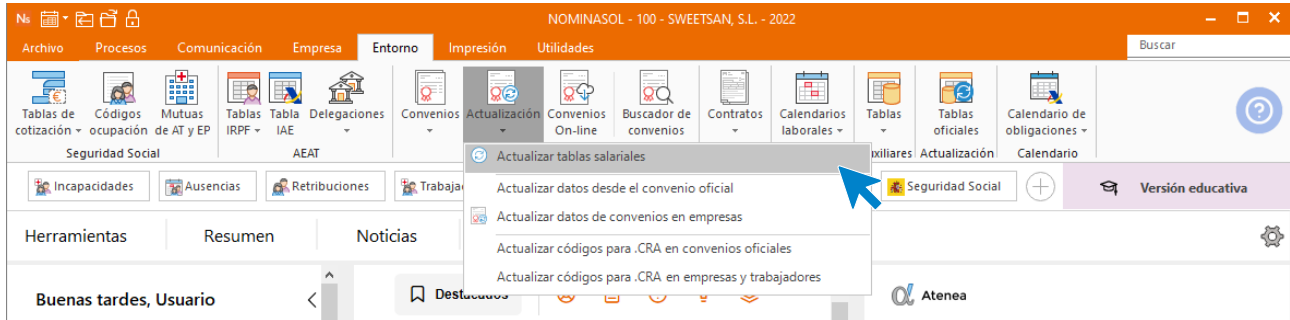 Ns NOMINASOL - 100 - SWEETSAN, S.L. - 2022
Archivo Procesos Comunicación Empresa Entorno Impresión Utilidades Buscar
Tablas de cotización
Códigos ocupación
Mutuas de AT y EP
Tablas IRPF
Tabla IAE
Delegaciones
Convenios
Actualización
Convenios On-line
Buscador de convenios
Contratos
Calendarios laborales
Tablas
Tablas oficiales
Calendario de obligaciones
?
Seguridad Social AEAT Actualización Calendario
Actualizar tablas salariales
Actualizar datos desde el convenio oficial
Actualizar datos de convenios en empresas
Actualizar códigos para .CRA en convenios oficiales
Actualizar códigos para .CRA en empresas y trabajadores
Incapacidades Ausencias Retribuciones Seguridad Social Versión educativa
Herramientas Resumen Noticias
Buenas tardes, Usuario
Destacados
Atenea